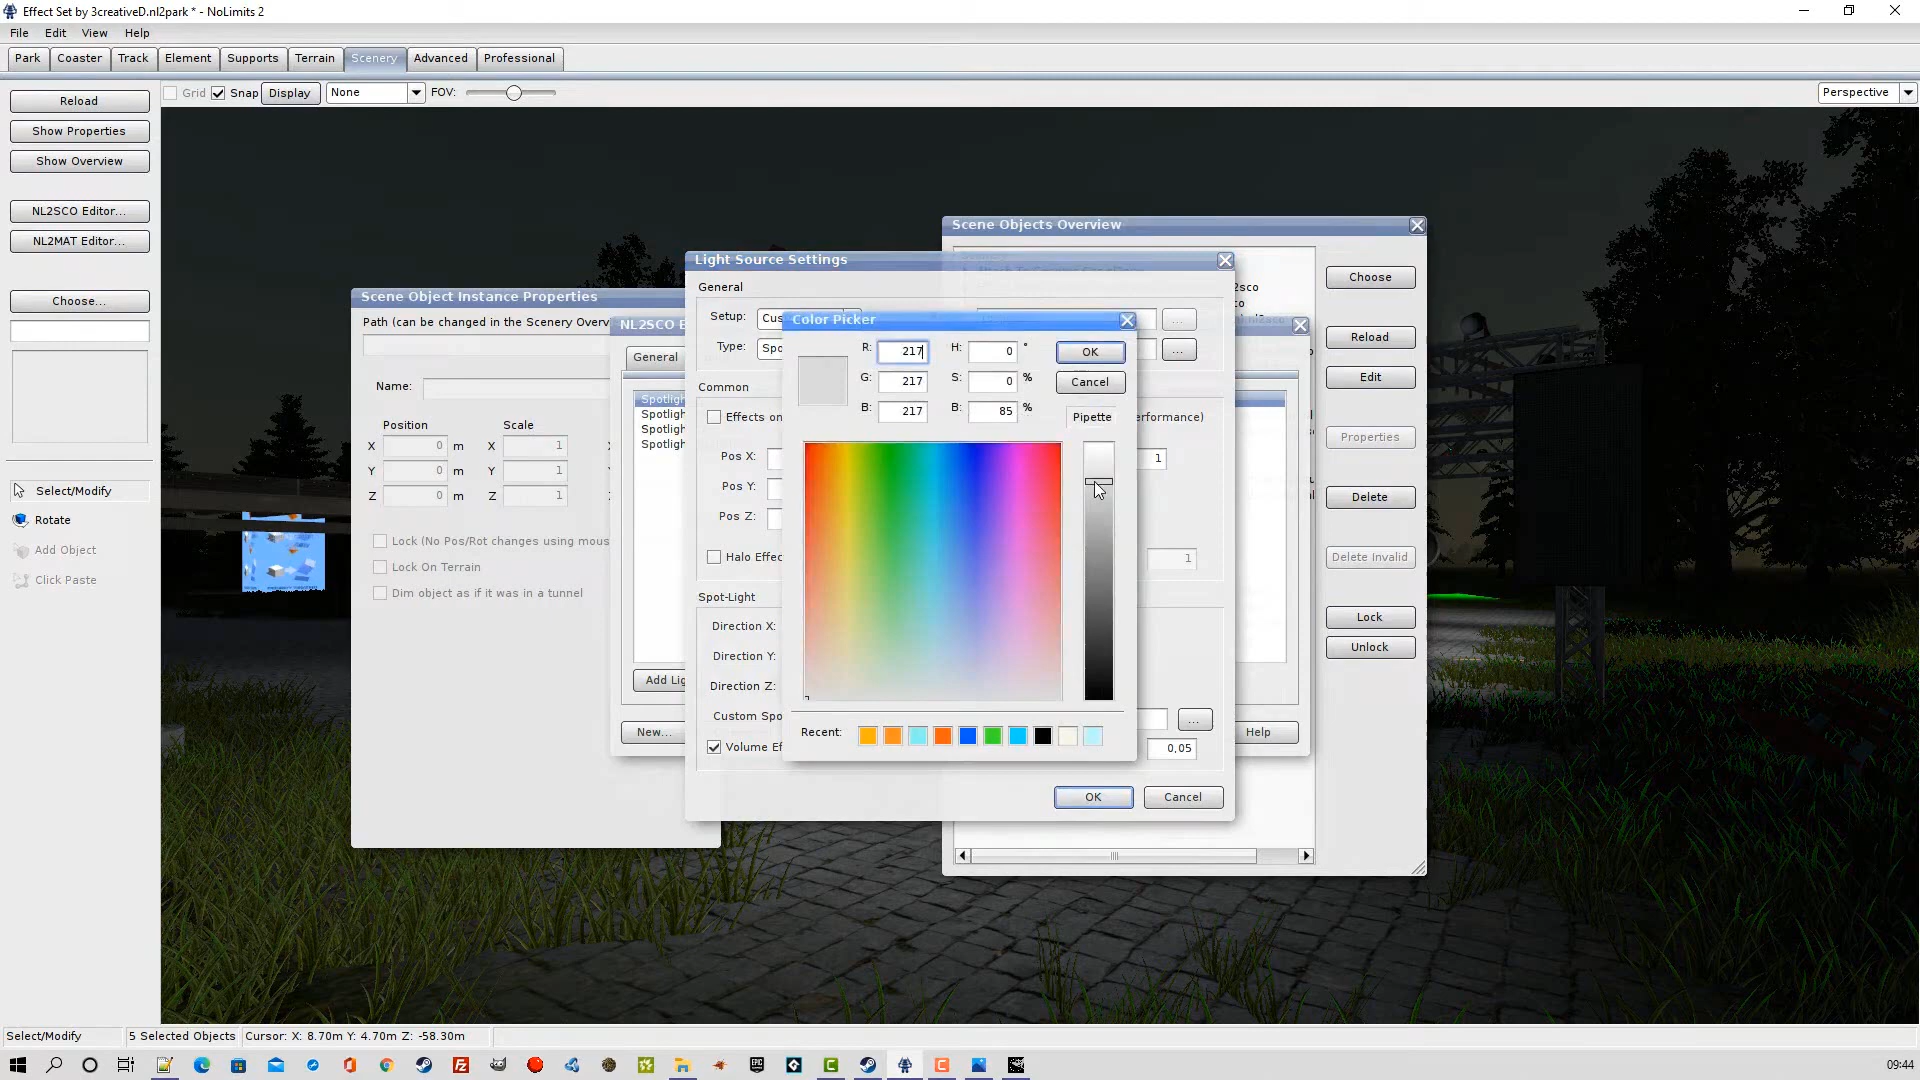 Effect Set by 3creativeD.nl2park * - NoLimits 2
File Edit View Help
Park Coaster Track Element Supports Terrain Scenery Advanced Professional
Reload
Show Properties
Show Overview
NL2SCO Editor...
NL2MAT Editor...
Choose...
Select/Modify
Rotate
Add Object
Click Paste
Grid Snap Display None FOV: Perspective
Scene Object Instance Properties
Path (can be changed in the Scenery Overv
Name:
Position Scale
X 0 m X 1
Y 0 m Y 1
Z 0 m Z 1
Lock (No Pos/Rot changes using mous
Lock On Terrain
Dim object as if it was in a tunnel
NL2SCO E
General
Spotligh
Spotligh
Spotligh
Spotligh
Add Lig
New...
Help
Light Source Settings
General
Setup: Cus
...
Type: Spo
...
Common
Effects on
erformance)
Pos X:
1
Pos Y:
Pos Z:
Halo Effec
1
Spot-Light
Direction X:
Direction Y:
Direction Z:
Custom Spo
...
Volume Ef
0,05
OK Cancel
Color Picker
R: 217 H: 0 °
G: 217 S: 0 %
B: 217 B: 85 %
OK
Cancel
Pipette
Recent:
Scene Objects Overview
2sco
co
Choose
Reload
Edit
Properties
Delete
Delete Invalid
Lock
Unlock
Select/Modify 5 Selected Objects Cursor: X: 8.70m Y: 4.70m Z: -58.30m
09:44